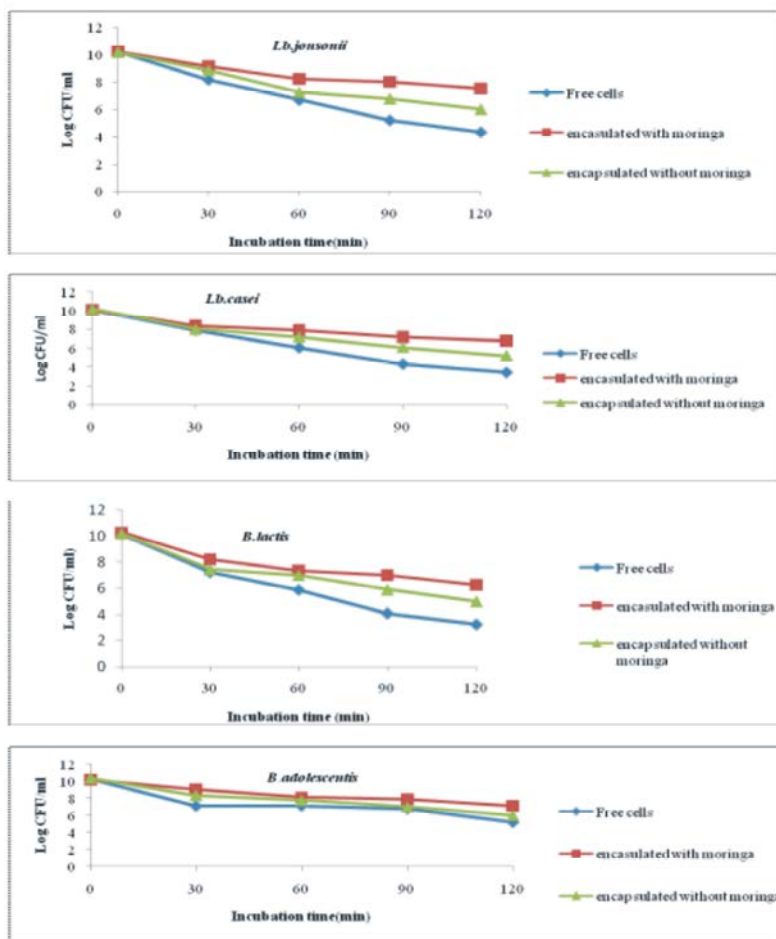 Lb.jonsonii
Log CFU/ml
12
10
8
6
4
2
0
0 30 60 90 120
Incubation time(min)
Free cells
encasulated with moringa
encapsulated without moringa
Lb.casei
Log CFU/ml
12
10
8
6
4
2
0
0 30 60 90 120
Incubation time (min)
Free cells
encasulated with moringa
encapsulated without moringa
B.lactis
Log CFU/ml)
12
10
8
6
4
2
0
0 30 60 90 120
Incubation time (min)
Free cells
encasulated with moringa
encapsulated without
moringa
B.adolescentis
Log CFU/ml
12
10
8
6
4
2
0
0 30 60 90 120
Incubation time(min)
Free cells
encasulated with moringa
encapsulated without moringa